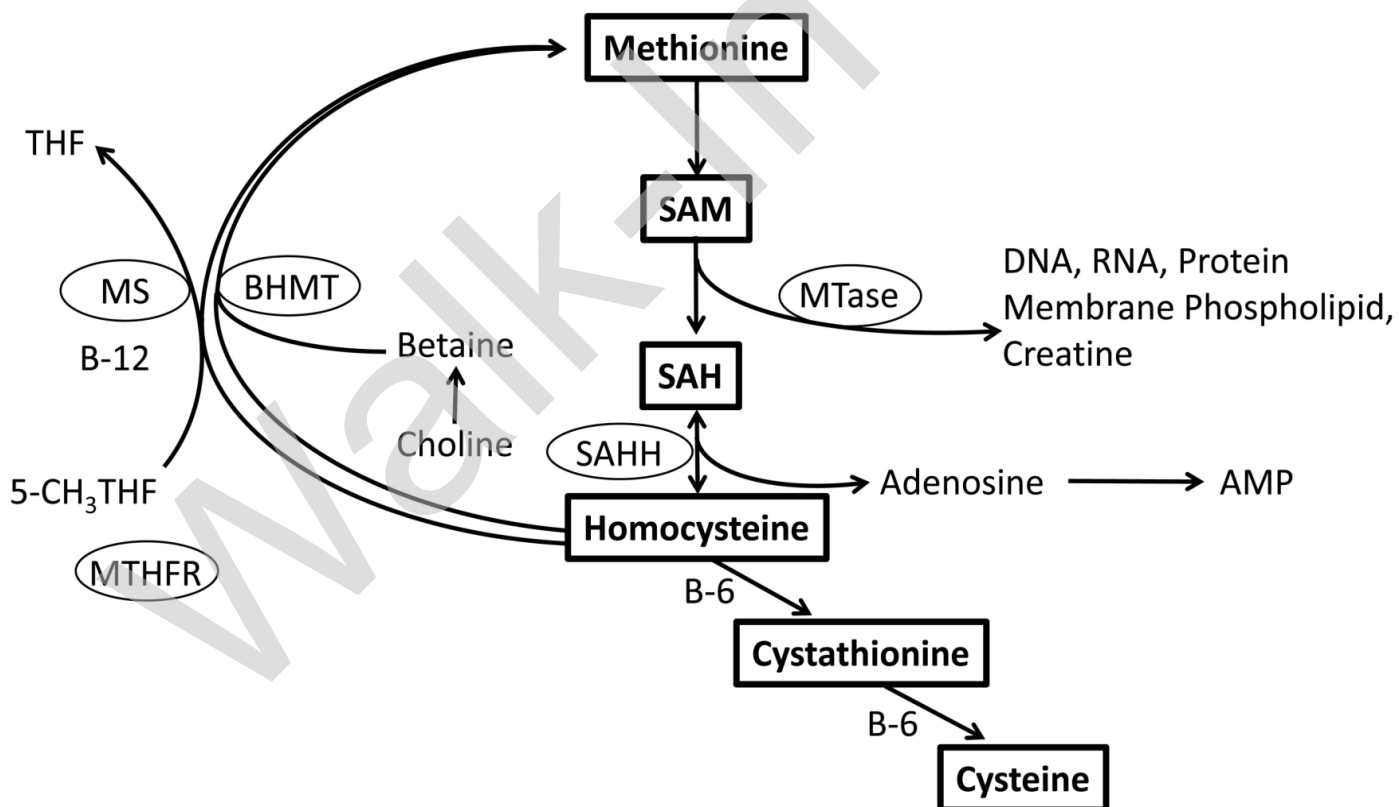 Methionine
THF
SAM
MS
BHMT
MTase
DNA, RNA, Protein
Membrane Phospholipid,
Creatine
B-12
Betaine
SAH
Choline
SAHH
5-CH₃THF
Adenosine
AMP
Homocysteine
MTHFR
B-6
Cystathionine
B-6
Cysteine
Walk-In